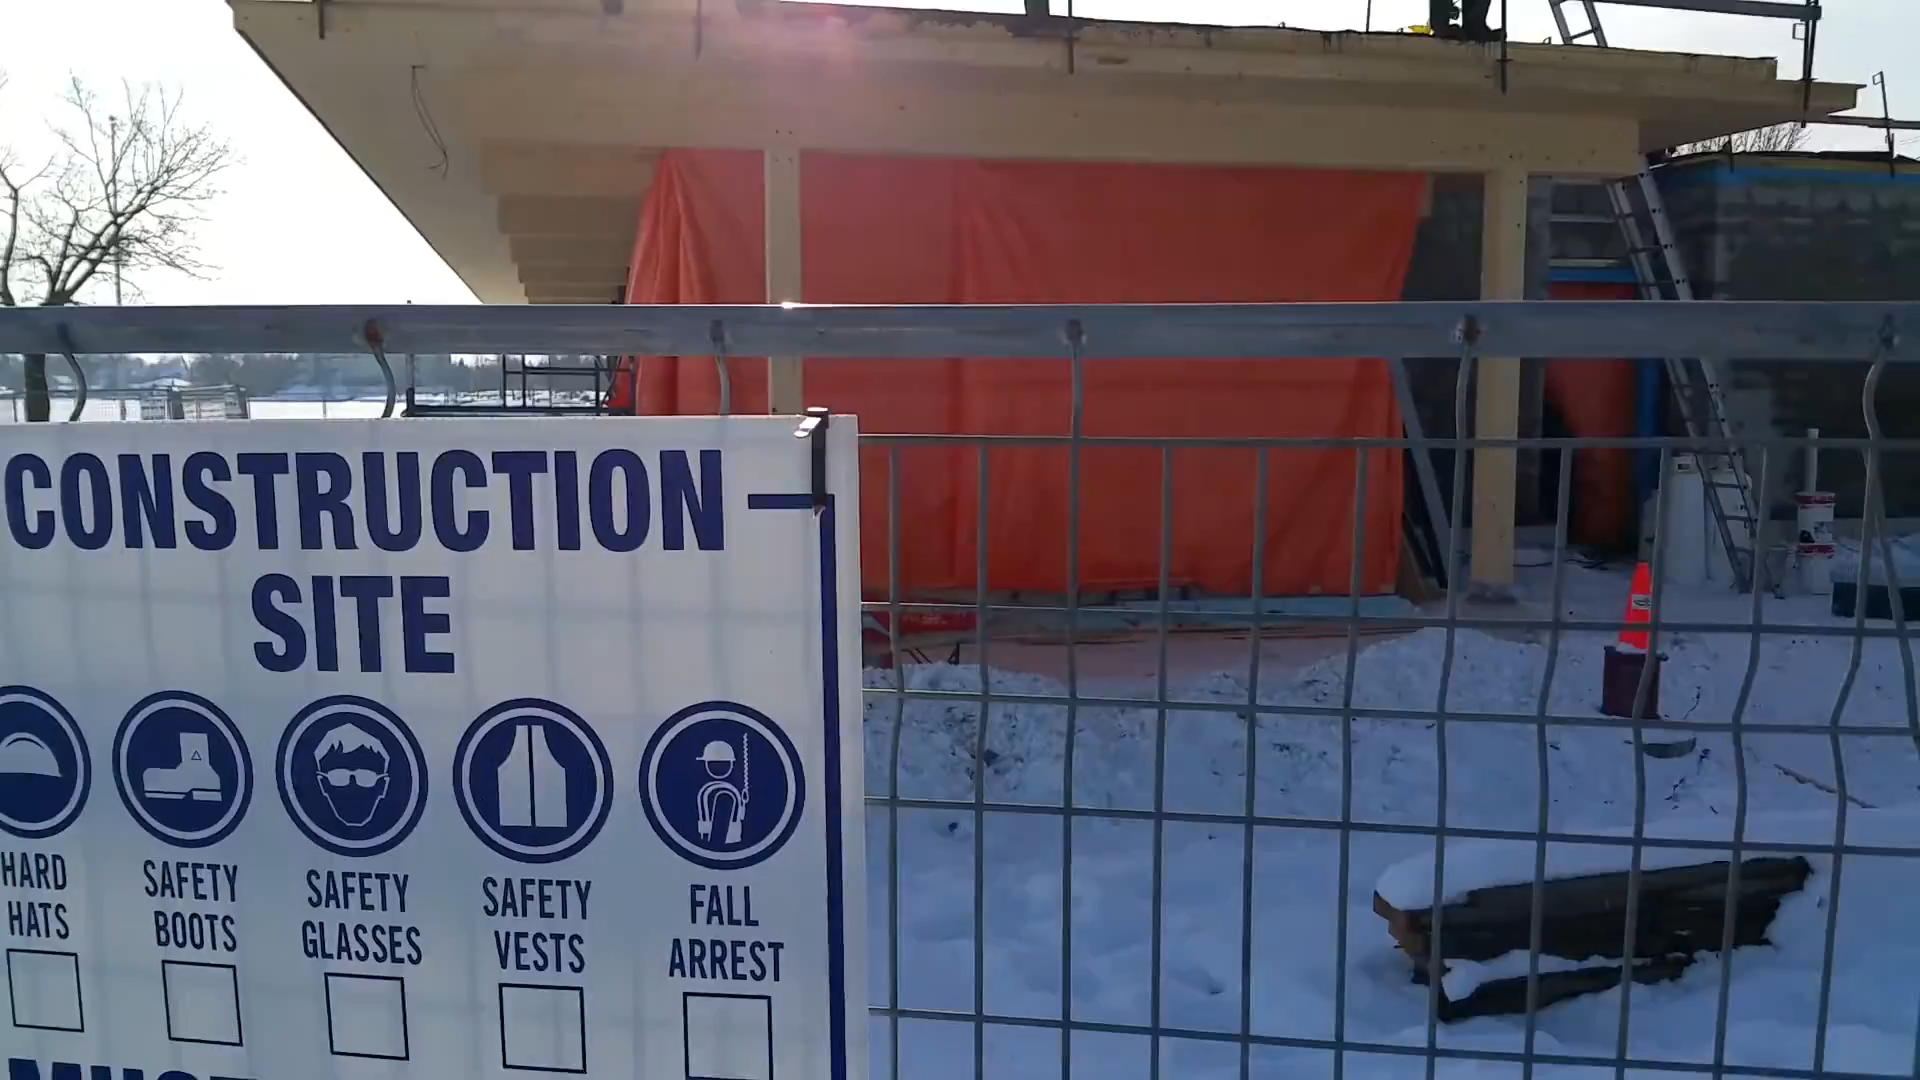 CONSTRUCTION
SITE
HARD HATS
SAFETY BOOTS
SAFETY GLASSES
SAFETY VESTS
FALL ARREST